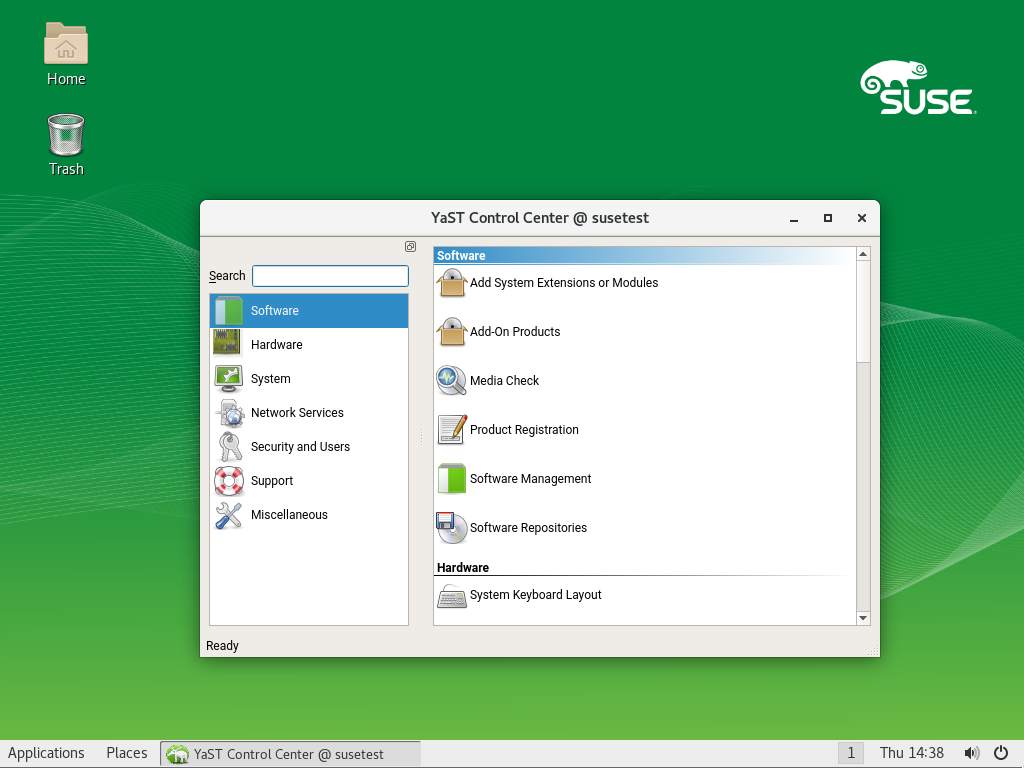 Home
Trash
SUSE
YaST Control Center @ susetest
Search
Software
Hardware
System
Network Services
Security and Users
Support
Miscellaneous
Software
Add System Extensions or Modules
Add-On Products
Media Check
Product Registration
Software Management
Software Repositories
Hardware
System Keyboard Layout
Ready
Applications Places YaST Control Center @ susetest 1 Thu 14:38